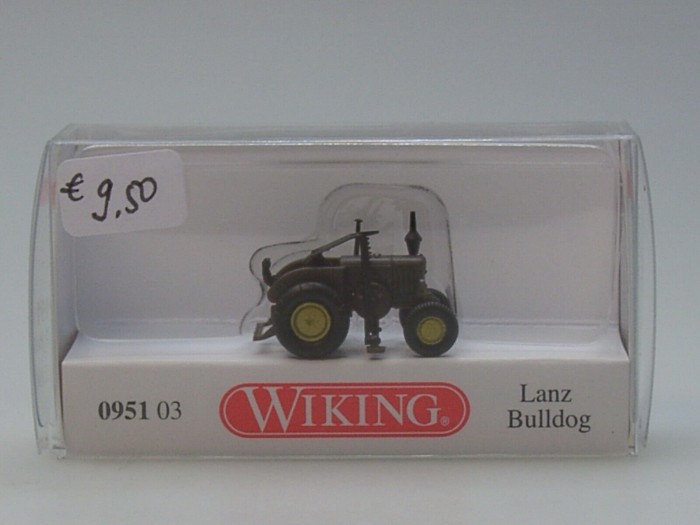 € 9,50
0951 03
WIKING®
Lanz
Bulldog